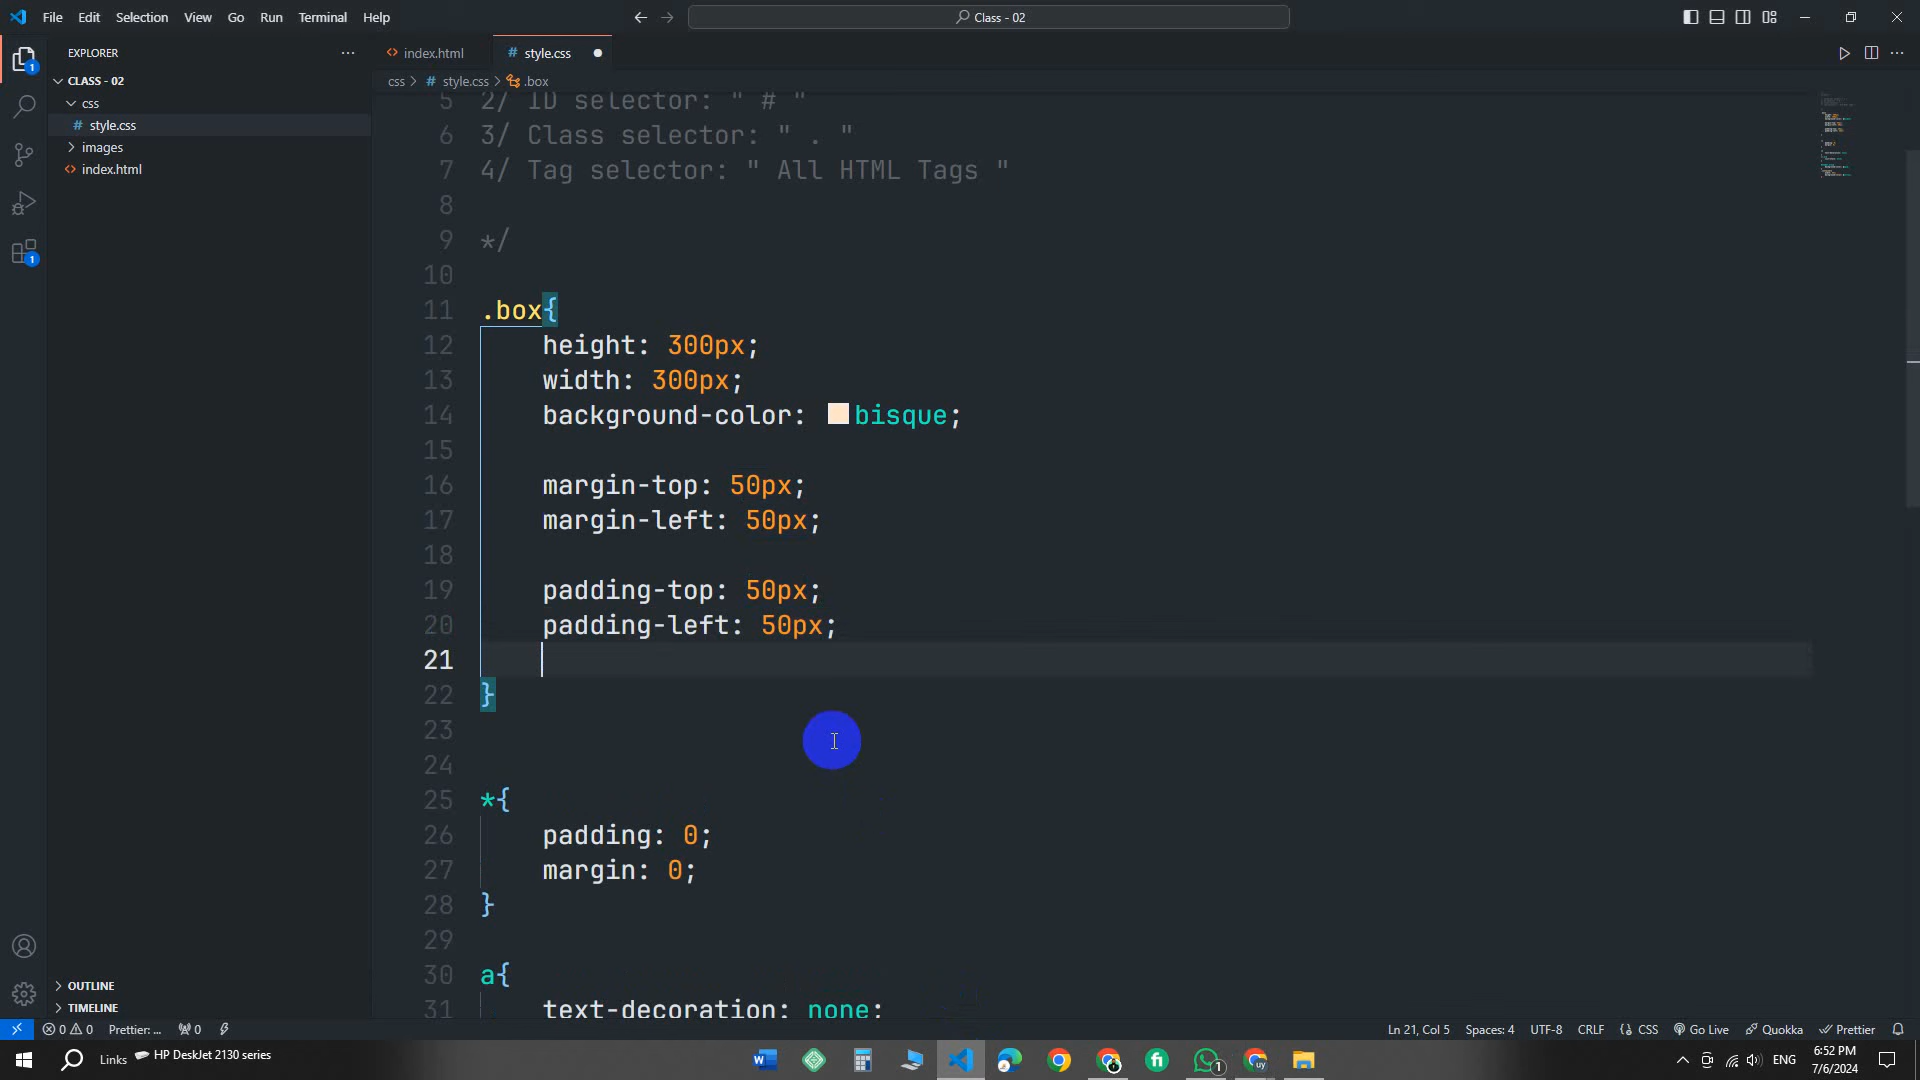 File Edit Selection View Go Run Terminal Help
Class - 02
EXPLORER
CLASS - 02
css
# style.css
images
index.html
OUTLINE
TIMELINE
index.html
# style.css
css > # style.css > .box
5 2/ ID selector: " # "
6 3/ Class selector: " . "
7 4/ Tag selector: " All HTML Tags "
8
9 */
10
11 .box{
12 height: 300px;
13 width: 300px;
14 background-color: bisque;
15
16 margin-top: 50px;
17 margin-left: 50px;
18
19 padding-top: 50px;
20 padding-left: 50px;
21
22 }
23
24
25 *{
26 padding: 0;
27 margin: 0;
28 }
29
30 a{
31 text-decoration: none;
0 0 Prettier: ... 0
Ln 21, Col 5 Spaces: 4 UTF-8 CRLF CSS Go Live Quokka Prettier
Links HP DeskJet 2130 series
ENG
6:52 PM
7/6/2024